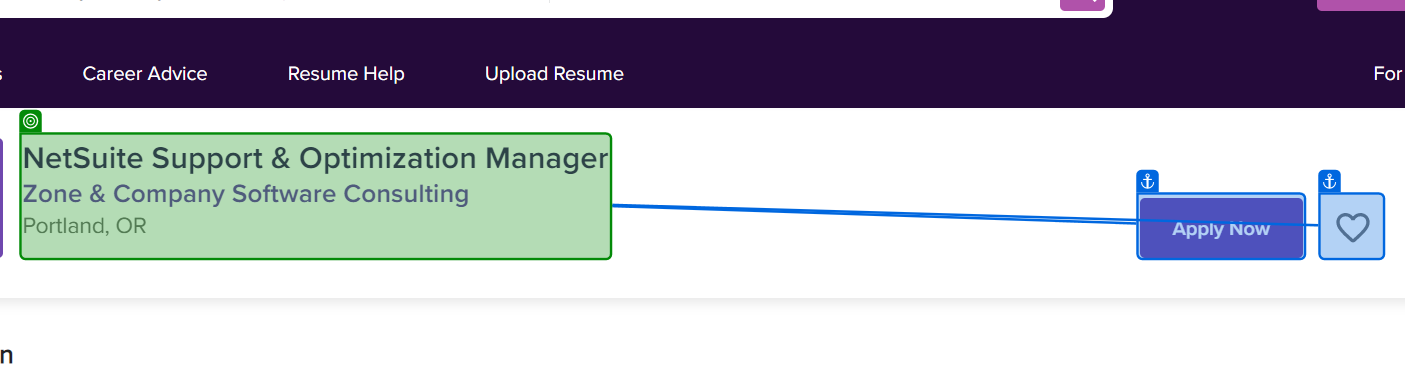 Career Advice Resume Help Upload Resume For
NetSuite Support & Optimization Manager
Zone & Company Software Consulting
Portland, OR
Apply Now